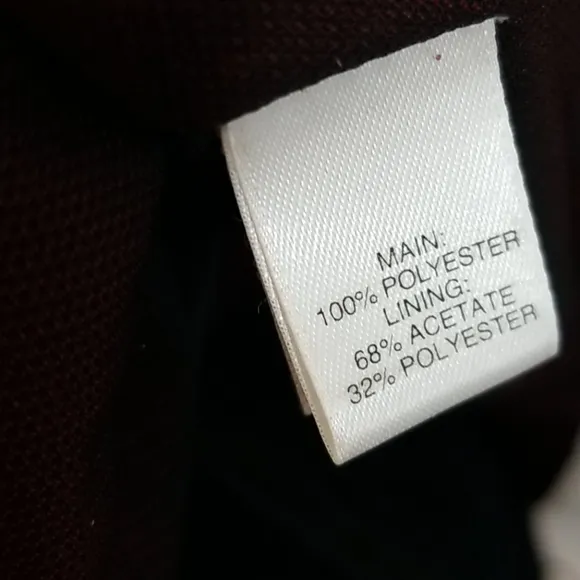 MAIN:
100% POLYESTER
LINING:
68% ACETATE
32% POLYESTER